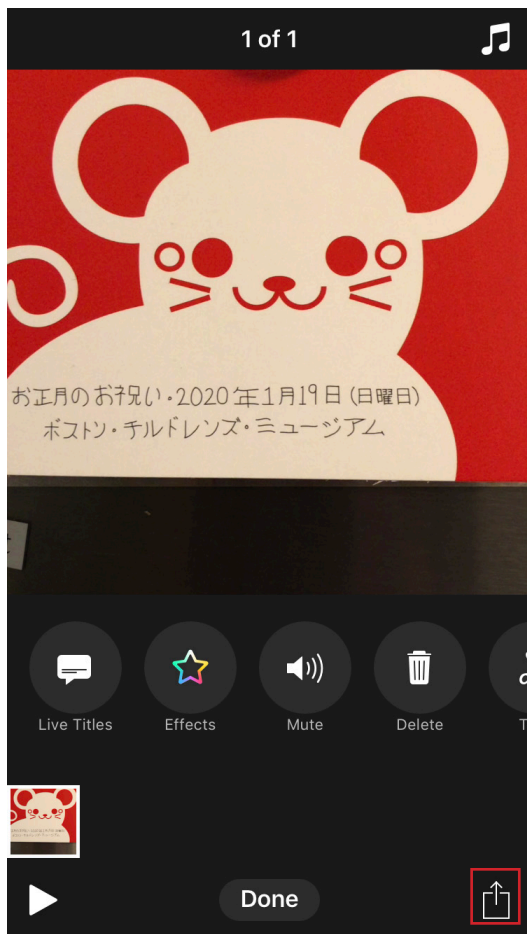 1 of 1
お正月のお祝い・2020年1月19日(日曜日)
ボストン・チルドレンズ・ミュージアム
Live Titles
Effects
Mute
Delete
T
Done